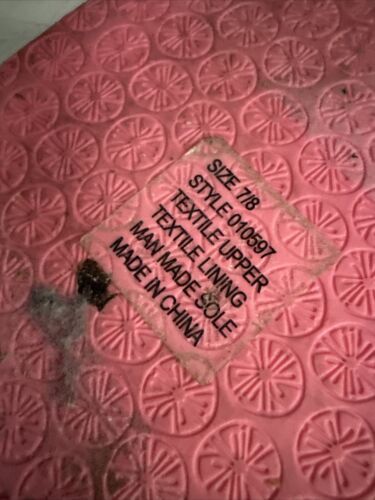 SIZE 7/8
STYLE 010597
TEXTILE UPPER
TEXTILE LINING
MAN MADE SOLE
MADE IN CHINA